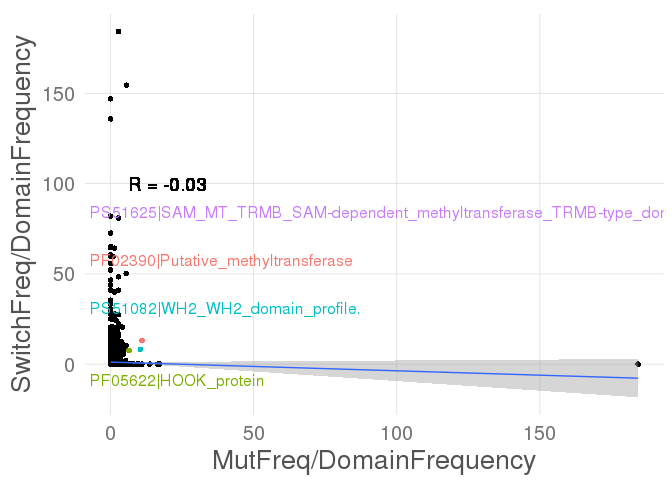 SwitchFreq/DomainFrequency
150
R = -0.03
100
PS51625|SAM_MT_TRMB_SAM-dependent_methyltransferase_TRMB-type_do
PF02390|Putative_methyltransferase
50
PS51082|WH2_WH2_domain_profile.
0
PF05622|HOOK_protein
0 50 100 150
MutFreq/DomainFrequency